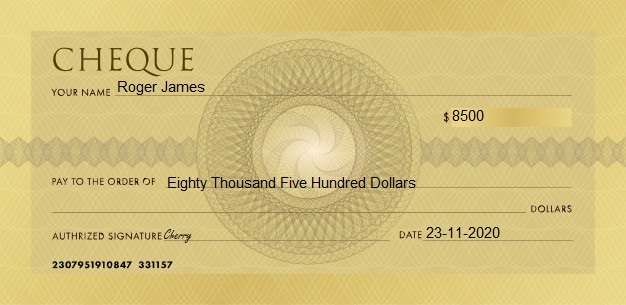 CHEQUE
YOUR NAME Roger James
$ 8500
PAY TO THE ORDER OF Eighty Thousand Five Hundred Dollars
DOLLARS
AUTHRIZED SIGNATURE Cherry DATE 23-11-2020
2307951910847 331157